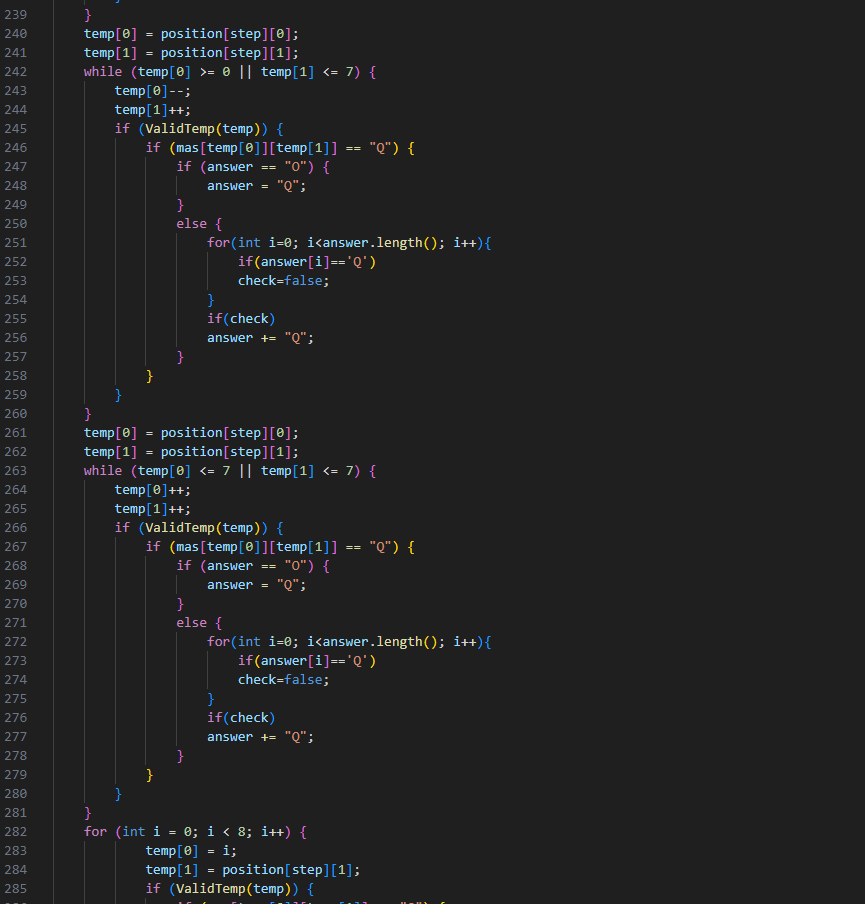 239 }
240 temp[0] = position[step][0];
241 temp[1] = position[step][1];
242 while (temp[0] >= 0 || temp[1] <= 7) {
243 temp[0]--;
244 temp[1]++;
245 if (ValidTemp(temp)) {
246 if (mas[temp[0]][temp[1]] == "Q") {
247 if (answer == "O") {
248 answer = "Q";
249 }
250 else {
251 for(int i=0; i<answer.length(); i++){
252 if(answer[i]=='Q')
253 check=false;
254 }
255 if(check)
256 answer += "Q";
257 }
258 }
259 }
260 }
261 temp[0] = position[step][0];
262 temp[1] = position[step][1];
263 while (temp[0] <= 7 || temp[1] <= 7) {
264 temp[0]++;
265 temp[1]++;
266 if (ValidTemp(temp)) {
267 if (mas[temp[0]][temp[1]] == "Q") {
268 if (answer == "O") {
269 answer = "Q";
270 }
271 else {
272 for(int i=0; i<answer.length(); i++){
273 if(answer[i]=='Q')
274 check=false;
275 }
276 if(check)
277 answer += "Q";
278 }
279 }
280 }
281 }
282 for (int i = 0; i < 8; i++) {
283 temp[0] = i;
284 temp[1] = position[step][1];
285 if (ValidTemp(temp)) {